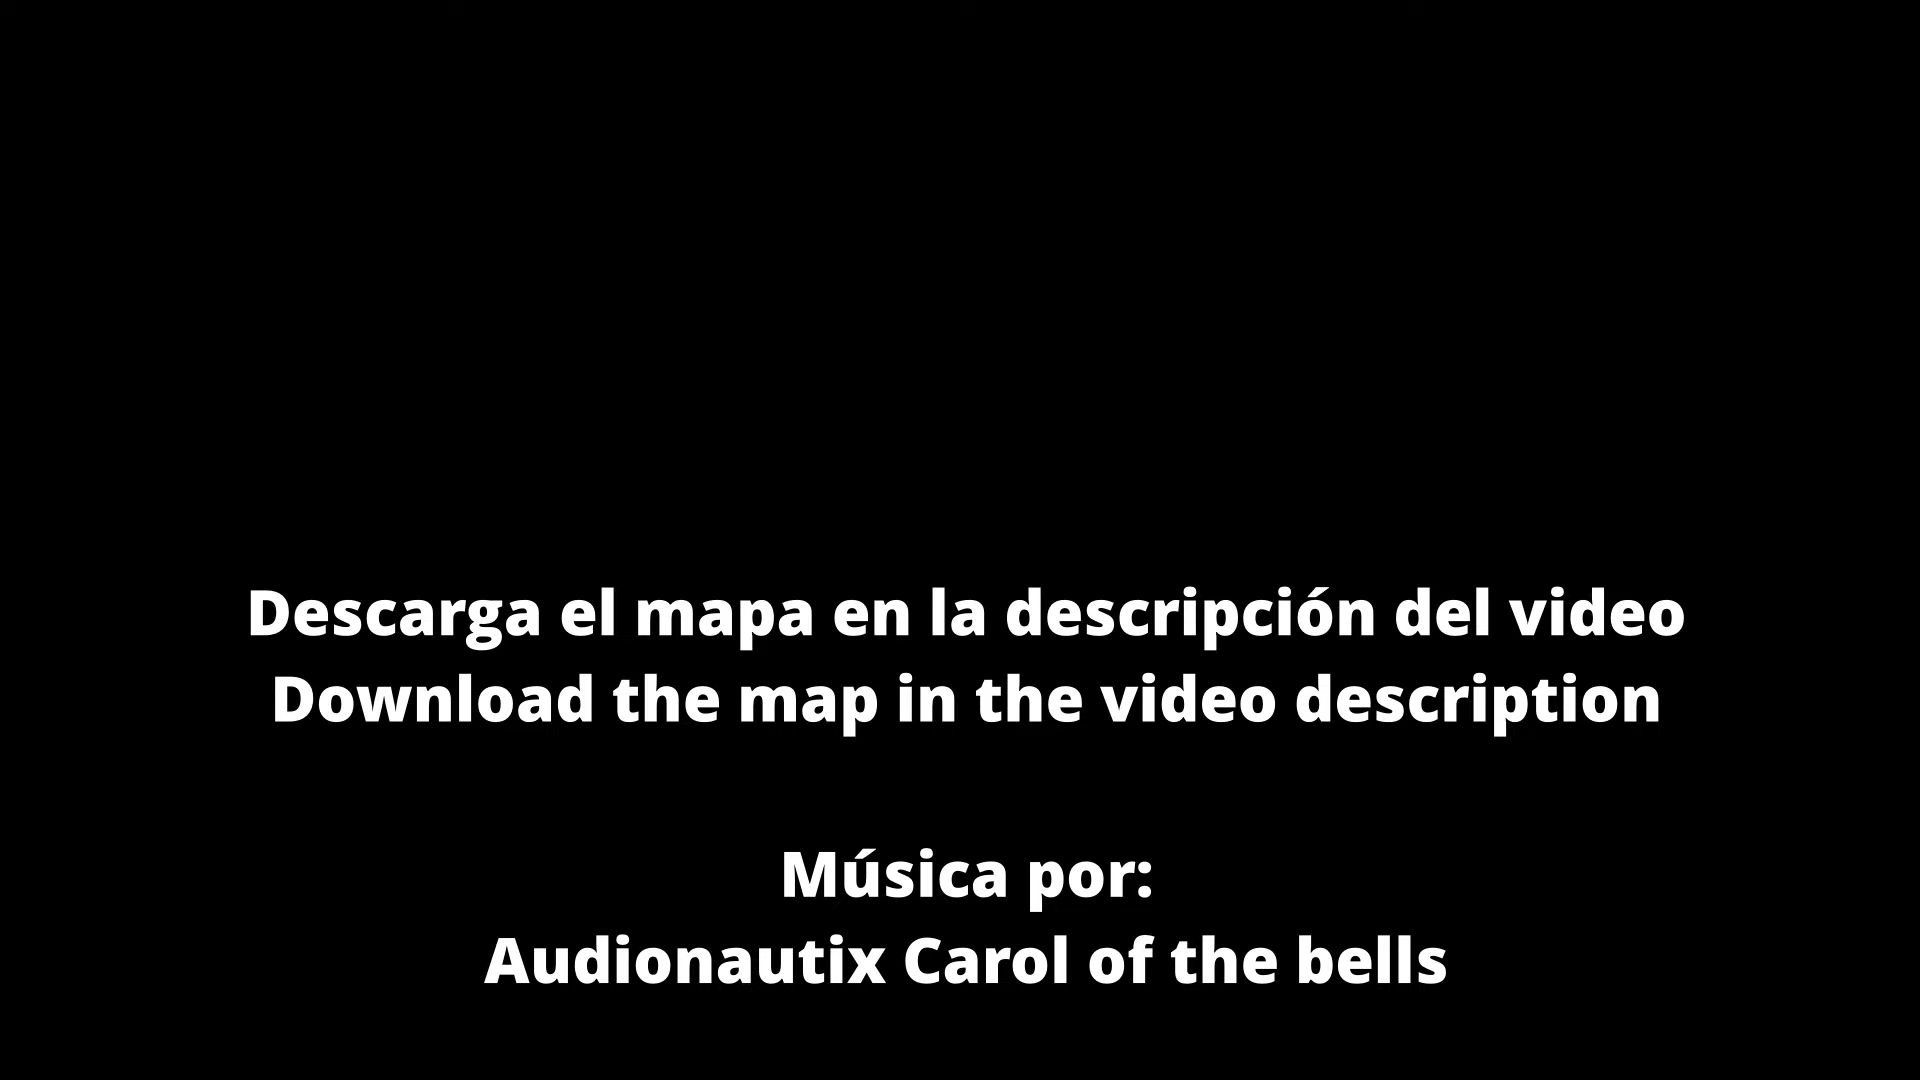 Descarga el mapa en la descripción del video
Download the map in the video description
Música por:
Audionautix Carol of the bells